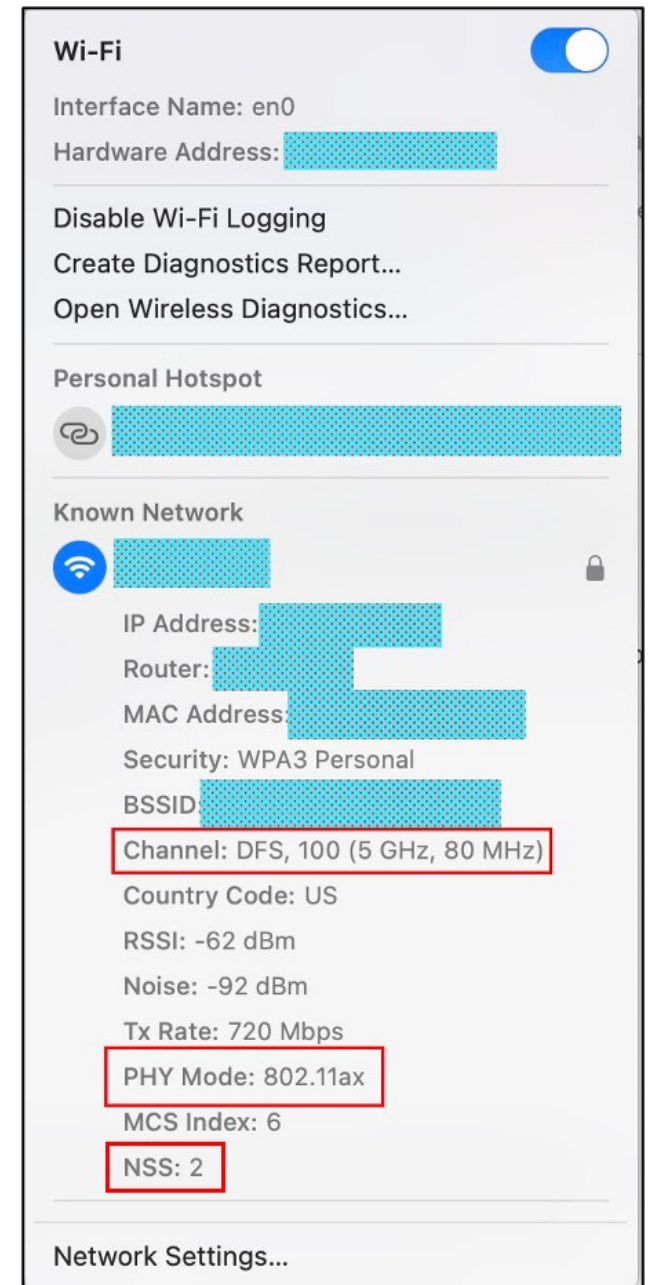 Wi-Fi
Interface Name: en0
Hardware Address:
Disable Wi-Fi Logging
Create Diagnostics Report...
Open Wireless Diagnostics...
Personal Hotspot
Known Network
IP Address:
Router:
MAC Address:
Security: WPA3 Personal
BSSID:
Channel: DFS, 100 (5 GHz, 80 MHz)
Country Code: US
RSSI: -62 dBm
Noise: -92 dBm
Tx Rate: 720 Mbps
PHY Mode: 802.11ax
MCS Index: 6
NSS: 2
Network Settings...